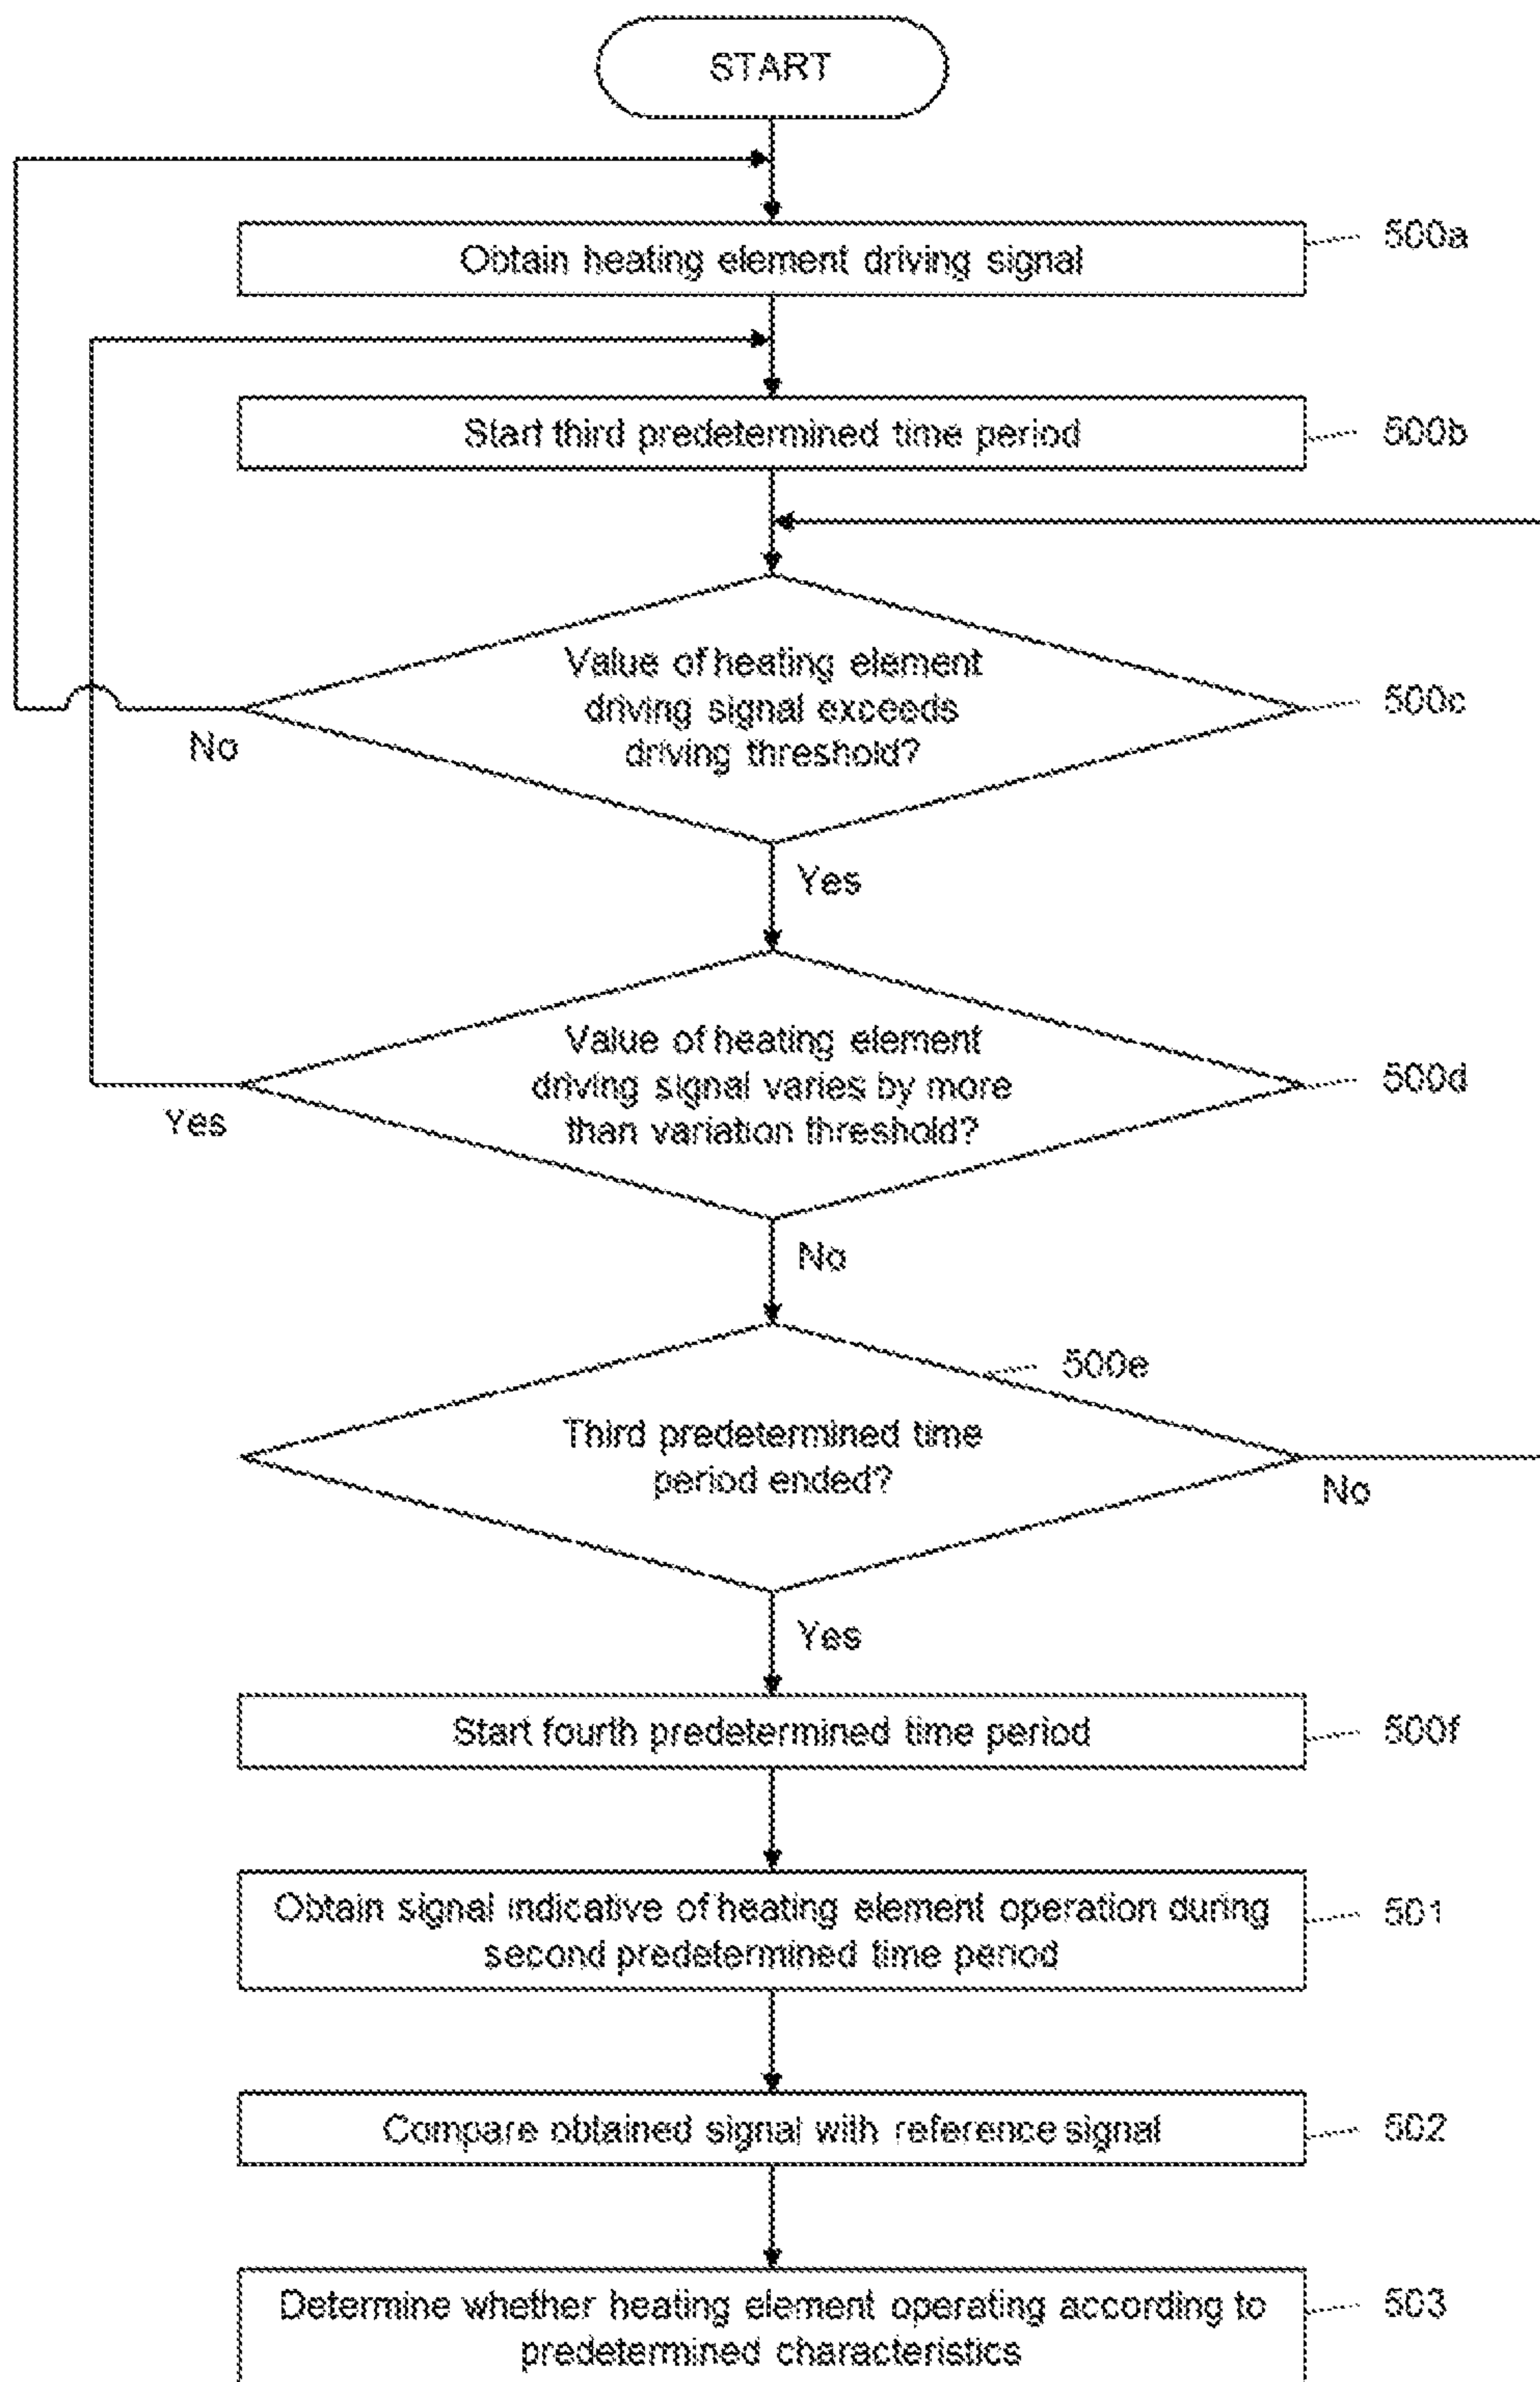 START
Obtain heating element driving signal
500a
Start third predetermined time period
500b
Value of heating element
driving signal exceeds
driving threshold?
500c
No
Yes
Value of heating element
driving signal varies by more
than variation threshold?
500d
Yes
No
500e
Third predetermined time
period ended?
No
Yes
Start fourth predetermined time period
500f
Obtain signal indicative of heating element operation during
second predetermined time period
501
Compare obtained signal with reference signal
502
Determine whether heating element operating according to
predetermined characteristics
503